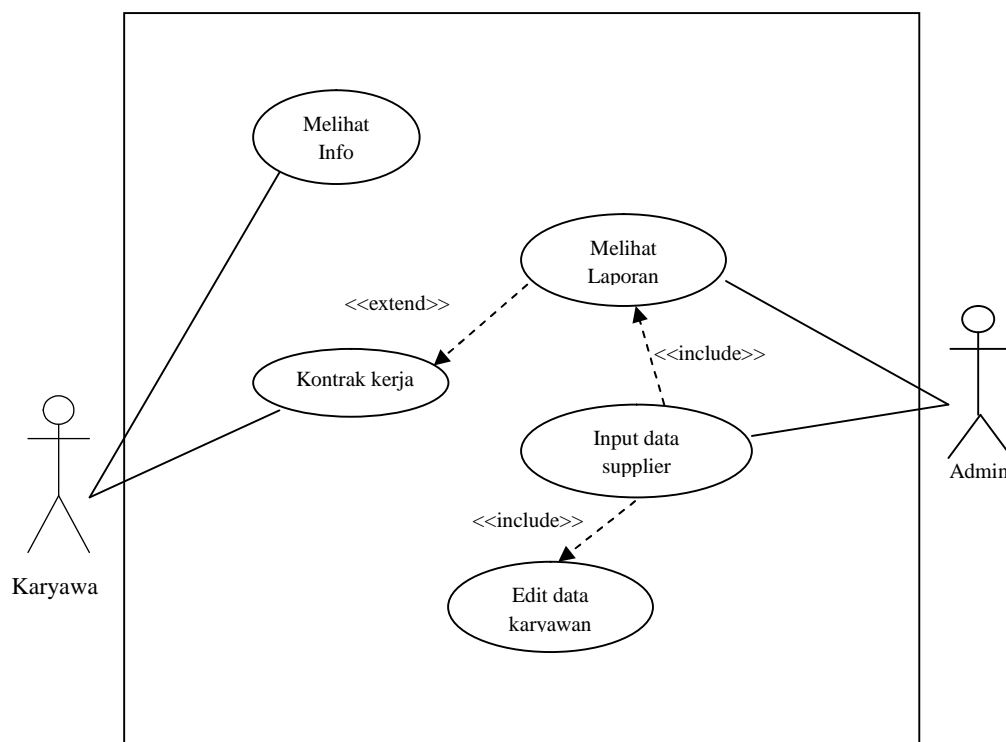 Melihat
Info
Melihat
Laporan
<<extend>>
<<include>>
Kontrak kerja
Input data
supplier
Admin
<<include>>
Karyawa
Edit data
karyawan